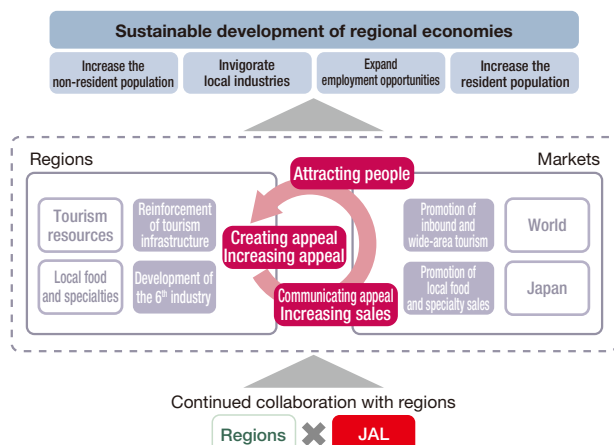 Sustainable development of regional economies
Increase the
non-resident population
Invigorate
local industries
Expand
employment opportunities
Increase the
resident population
Regions
Markets
Attracting people
Tourism
resources
Reinforcement
of tourism
infrastructure
Creating appeal
Increasing appeal
Promotion of
inbound and
wide-area tourism
World
Local food
and specialties
Development of
the 6th industry
Communicating appeal
Increasing sales
Promotion of
local food
and specialty sales
Japan
Continued collaboration with regions
Regions
JAL